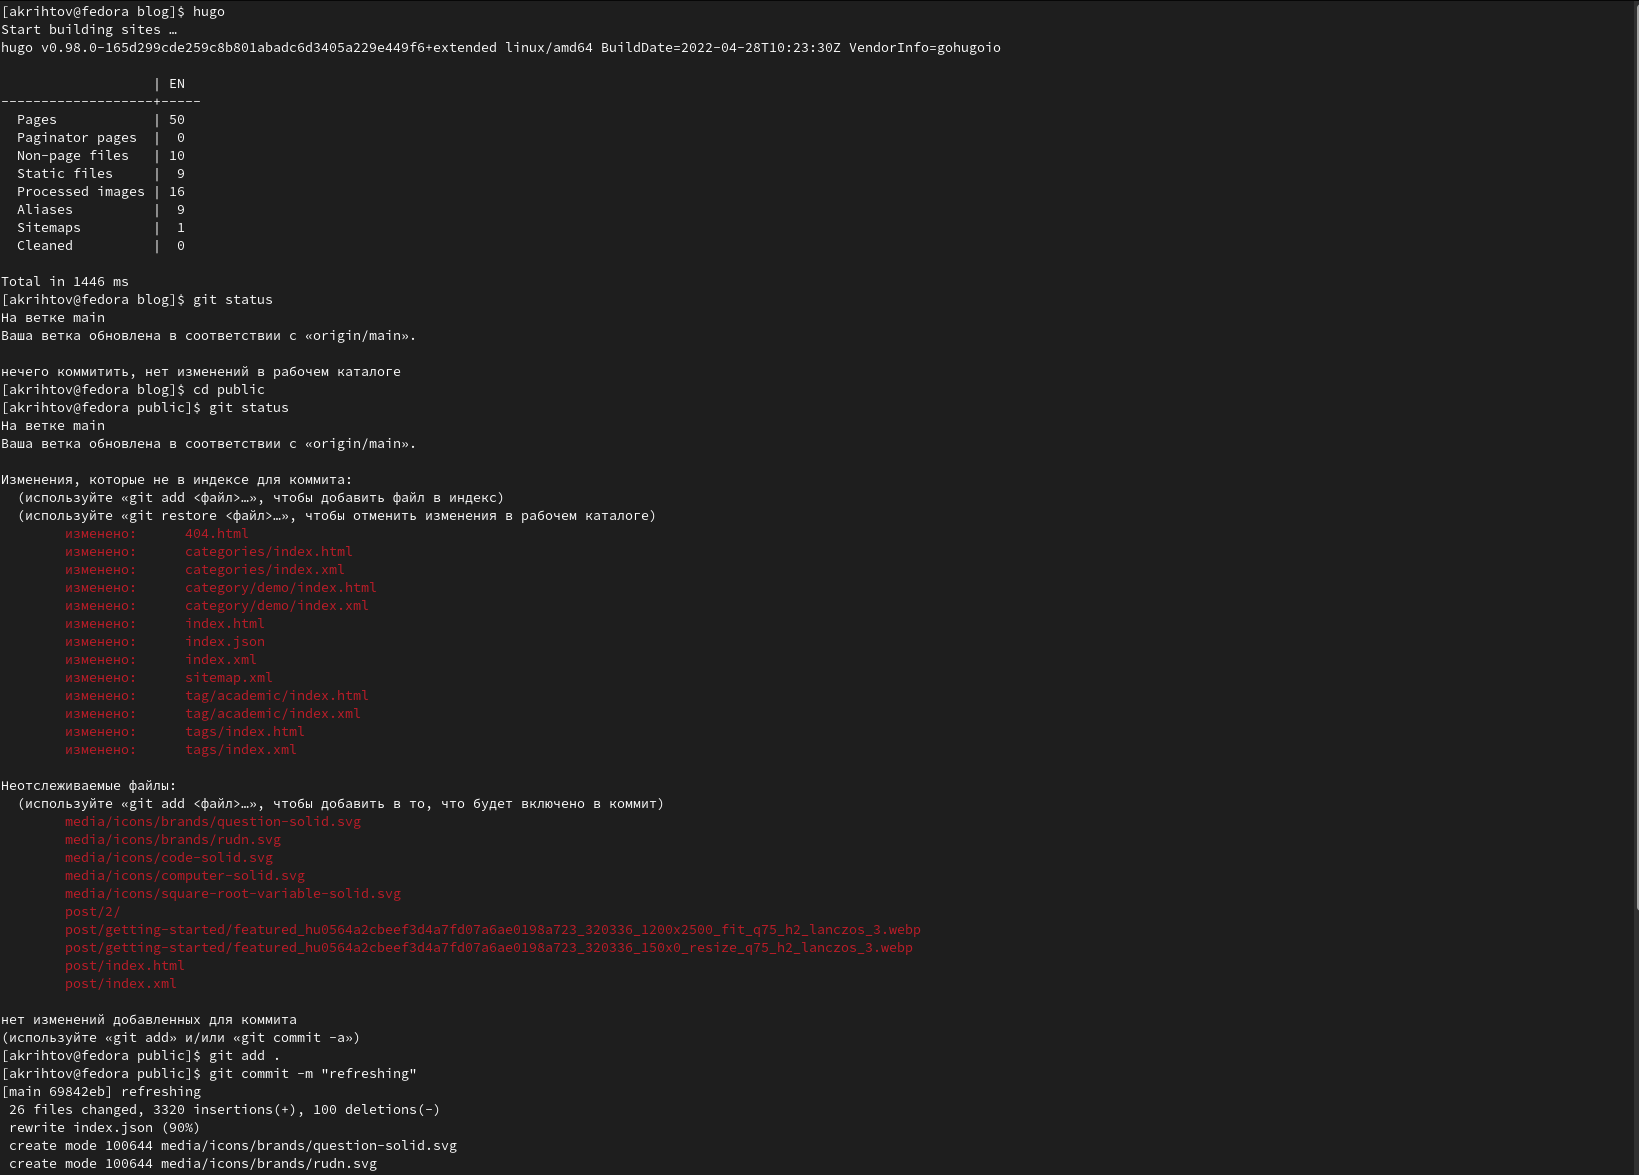 [akrihtov@fedora blog]$ hugo
Start building sites …
hugo v0.98.0-165d299cde259c8b801abadc6d3405a229e449f6+extended linux/amd64 BuildDate=2022-04-28T10:23:30Z VendorInfo=gohugoio
                   | EN
-------------------+-----
  Pages            | 50
  Paginator pages  |  0
  Non-page files   | 10
  Static files     |  9
  Processed images | 16
  Aliases          |  9
  Sitemaps         |  1
  Cleaned          |  0
Total in 1446 ms
[akrihtov@fedora blog]$ git status
На ветке main
Ваша ветка обновлена в соответствии с «origin/main».
нечего коммитить, нет изменений в рабочем каталоге
[akrihtov@fedora blog]$ cd public
[akrihtov@fedora public]$ git status
На ветке main
Ваша ветка обновлена в соответствии с «origin/main».
Изменения, которые не в индексе для коммита:
  (используйте «git add <файл>…», чтобы добавить файл в индекс)
  (используйте «git restore <файл>…», чтобы отменить изменения в рабочем каталоге)
        изменено:      404.html
        изменено:      categories/index.html
        изменено:      categories/index.xml
        изменено:      category/demo/index.html
        изменено:      category/demo/index.xml
        изменено:      index.html
        изменено:      index.json
        изменено:      index.xml
        изменено:      sitemap.xml
        изменено:      tag/academic/index.html
        изменено:      tag/academic/index.xml
        изменено:      tags/index.html
        изменено:      tags/index.xml
Неотслеживаемые файлы:
  (используйте «git add <файл>…», чтобы добавить в то, что будет включено в коммит)
        media/icons/brands/question-solid.svg
        media/icons/brands/rudn.svg
        media/icons/code-solid.svg
        media/icons/computer-solid.svg
        media/icons/square-root-variable-solid.svg
        post/2/
        post/getting-started/featured_hu0564a2cbeef3d4a7fd07a6ae0198a723_320336_1200x2500_fit_q75_h2_lanczos_3.webp
        post/getting-started/featured_hu0564a2cbeef3d4a7fd07a6ae0198a723_320336_150x0_resize_q75_h2_lanczos_3.webp
        post/index.html
        post/index.xml
нет изменений добавленных для коммита
(используйте «git add» и/или «git commit -a»)
[akrihtov@fedora public]$ git add .
[akrihtov@fedora public]$ git commit -m "refreshing"
[main 69842eb] refreshing
 26 files changed, 3320 insertions(+), 100 deletions(-)
 rewrite index.json (90%)
 create mode 100644 media/icons/brands/question-solid.svg
 create mode 100644 media/icons/brands/rudn.svg